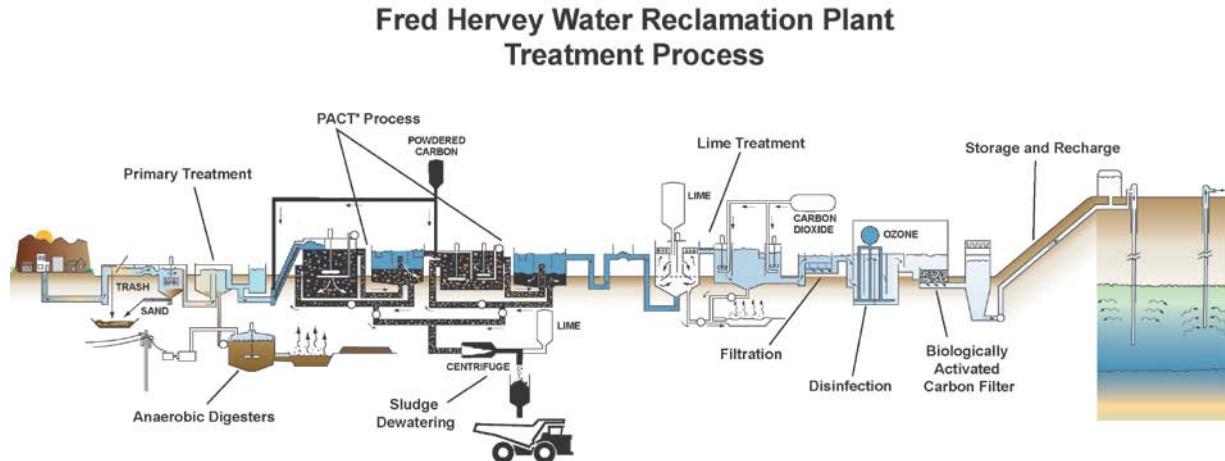 Fred Hervey Water Reclamation Plant
Treatment Process
PACT* Process
POWDERED
CARBON
Primary Treatment
Lime Treatment
Storage and Recharge
LIME
CARBON
DIOXIDE
OZONE
TRASH
SAND
LIME
CENTRIFUGE
Filtration
Biologically
Activated
Carbon Filter
Disinfection
Anaerobic Digesters
Sludge
Dewatering